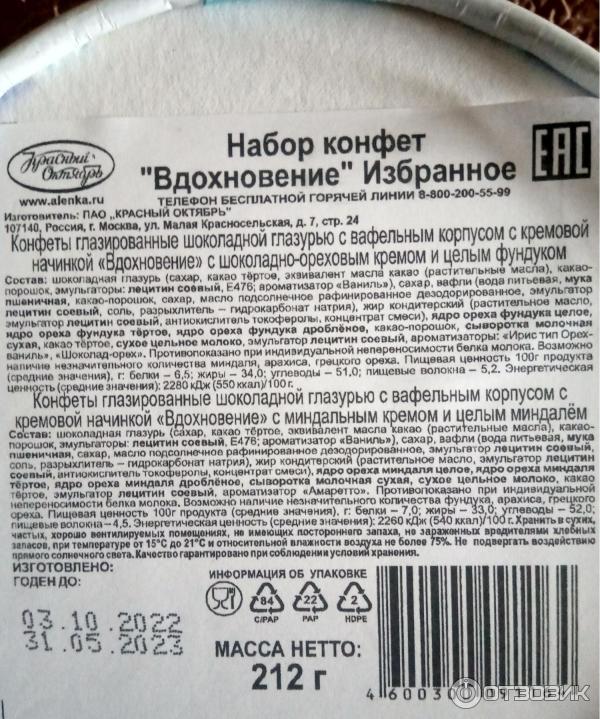 Красный Октябрь
Набор конфет
"Вдохновение" Избранное
EAC
www.alenka.ru
ТЕЛЕФОН БЕСПЛАТНОЙ ГОРЯЧЕЙ ЛИНИИ 8-800-200-55-99
Изготовитель: ПАО „КРАСНЫЙ ОКТЯБРЬ"
107140, Россия, г. Москва, ул. Малая Красносельская, д. 7, стр. 24
Конфеты глазированные шоколадной глазурью с вафельным корпусом с кремовой
начинкой «Вдохновение» с шоколадно-ореховым кремом и целым фундуком
Состав: шоколадная глазурь (сахар, какао тёртое, эквивалент масла какао (растительные масла), какао-
порошок, эмульгаторы: лецитин соевый, E476; ароматизатор «Ваниль»), сахар, вафли (вода питьевая, мука
пшеничная, какао-порошок, сахар, масло подсолнечное рафинированное дезодорированное, эмульгатор
лецитин соевый, соль, разрыхлитель – гидрокарбонат натрия), жир кондитерский (растительное масло,
эмульгатор лецитин соевый, антиокислитель токоферолы, концентрат смеси), ядро ореха фундука целое,
ядро ореха фундука тёртое, ядро ореха фундука дроблёное, какао-порошок, сыворотка молочная
сухая, какао тёртое, сухое цельное молоко, эмульгатор лецитин соевый, ароматизаторы: «Ирис тип Орех-
ваниль», «Шоколад-орех». Противопоказано при индивидуальной непереносимости белка молока. Возможно
наличие незначительного количества миндаля, арахиса, грецкого ореха. Пищевая ценность 100г продукта
(средние значения), г: белки – 6,5; жиры – 34,0; углеводы – 51,0; пищевые волокна – 5,2. Энергетическая
ценность (средние значения): 2280 кДж (550 ккал)/100 г.
Конфеты глазированные шоколадной глазурью с вафельным корпусом с
кремовой начинкой «Вдохновение» с миндальным кремом и целым миндалём
Состав: шоколадная глазурь (сахар, какао тёртое, эквивалент масла какао (растительные масла), какао-
порошок, эмульгаторы: лецитин соевый, E476; ароматизатор «Ваниль»), сахар, вафли (вода питьевая, мука
пшеничная, сахар, масло подсолнечное рафинированное дезодорированное, эмульгатор лецитин соевый,
соль, разрыхлитель – гидрокарбонат натрия), жир кондитерский (растительное масло, эмульгатор лецитин
соевый, антиокислитель токоферолы, концентрат смеси), ядро ореха миндаля целое, ядро ореха миндаля
тёртое, ядро ореха миндаля дроблёное, сыворотка молочная сухая, сухое цельное молоко, какао
тёртое, эмульгатор лецитин соевый, ароматизатор «Амаретто». Противопоказано при индивидуальной
непереносимости белка молока. Возможно наличие незначительного количества фундука, арахиса, грецкого
ореха. Пищевая ценность 100г продукта (средние значения), г: белки – 7,0; жиры – 33,0; углеводы – 52,0;
пищевые волокна – 4,5. Энергетическая ценность (средние значения): 2260 кДж (540 ккал)/100 г. Хранить в сухих,
чистых, хорошо вентилируемых помещениях, не имеющих постороннего запаха, не зараженных вредителями хлебных
запасов, при температуре от 15°С до 21°С и относительной влажности воздуха не более 75%. Не подвергать воздействию
прямого солнечного света. Качество гарантировано при соблюдении условий хранения.
ИЗГОТОВЛЕНО:
ГОДЕН ДО:
03.10.2022
31.05.2023
ИНФОРМАЦИЯ ОБ УПАКОВКЕ
84 22 2
C/PAP PAP HDPE
МАССА НЕТТО:
212 г
4 600300
ОТЗОВИК